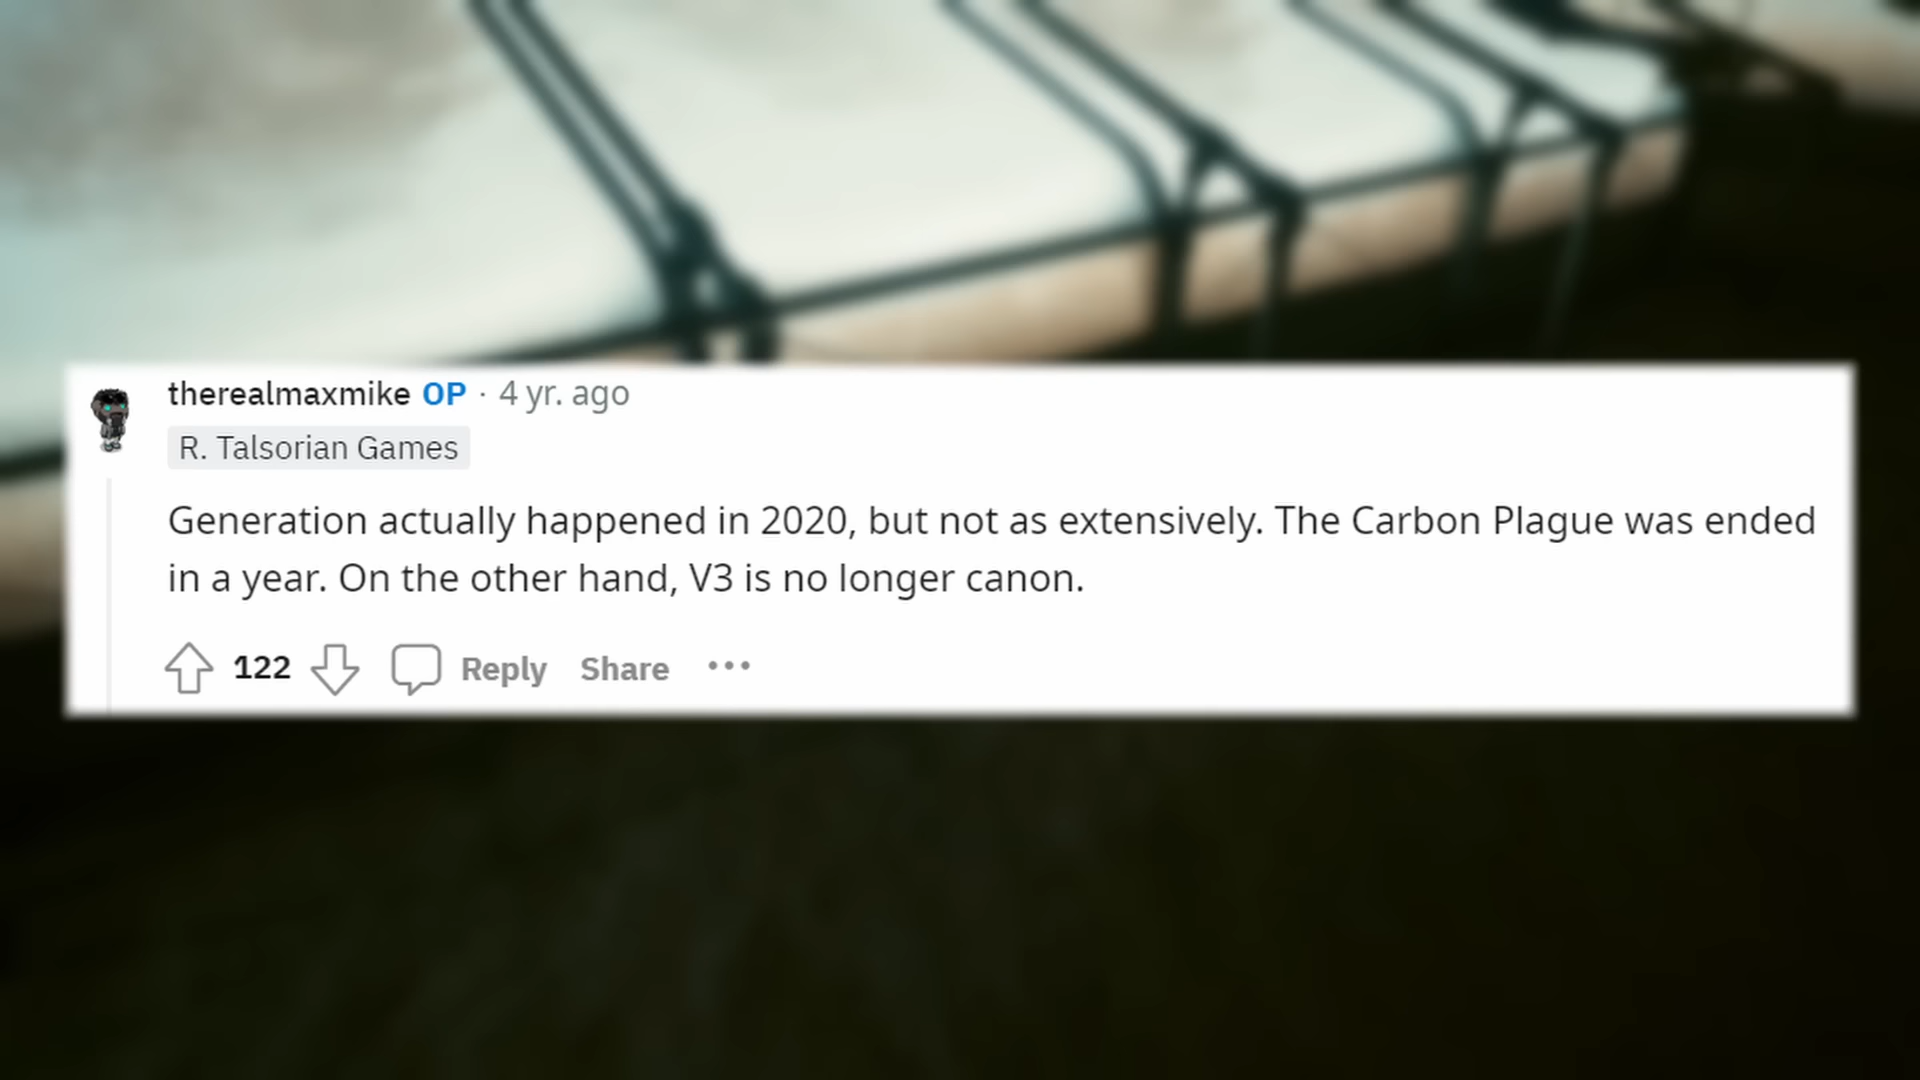 therealmaxmike OP · 4 yr. ago
R. Talsorian Games
Generation actually happened in 2020, but not as extensively. The Carbon Plague was ended
in a year. On the other hand, V3 is no longer canon.
122 Reply Share •••